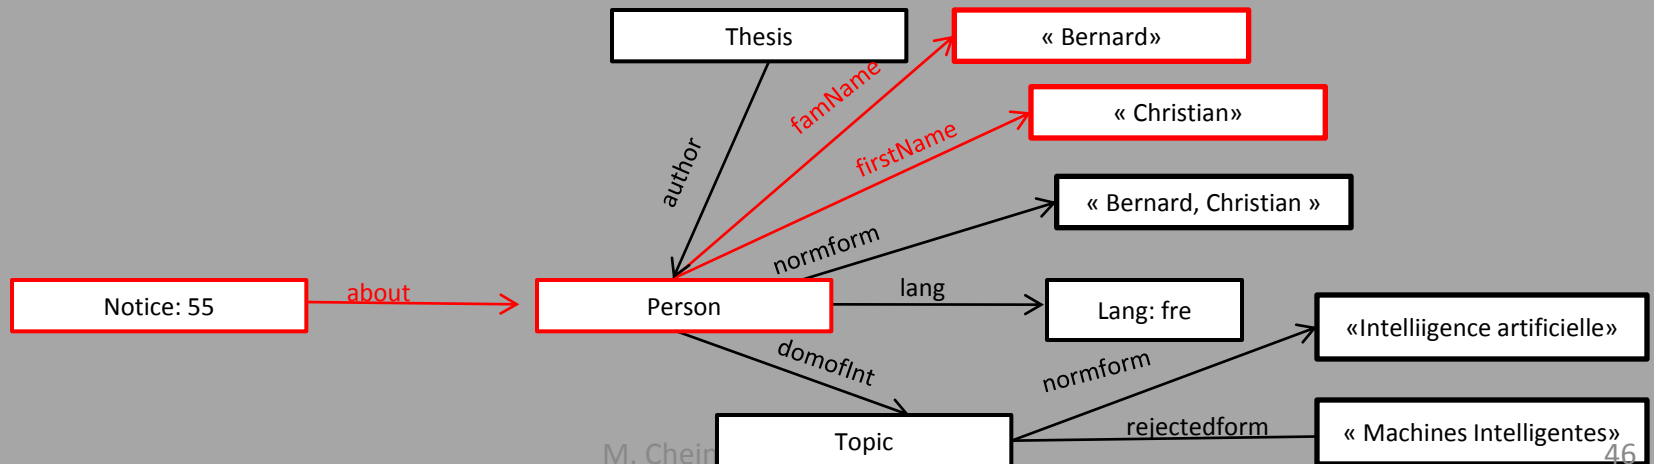 Thesis
« Bernard»
famName
« Christian»
firstName
author
« Bernard, Christian »
normform
Notice: 55
about
Person
lang
Lang: fre
«Intelliigence artificielle»
domofInt
normform
Topic
rejectedform
« Machines Intelligentes»
M. Chein
46